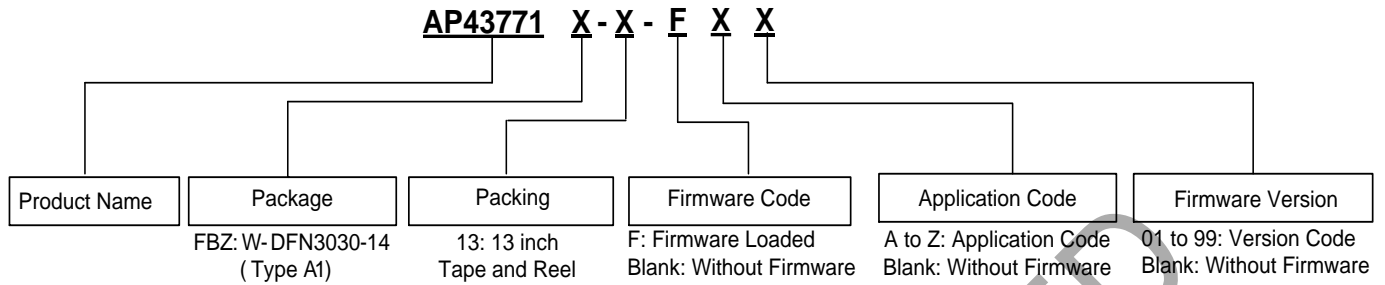 AP43771 X - X - F X X
Product Name
Package
Packing
Firmware Code
Application Code
Firmware Version
FBZ: W-DFN3030-14
( Type A1)
13: 13 inch
Tape and Reel
F: Firmware Loaded
Blank: Without Firmware
A to Z: Application Code
Blank: Without Firmware
01 to 99: Version Code
Blank: Without Firmware